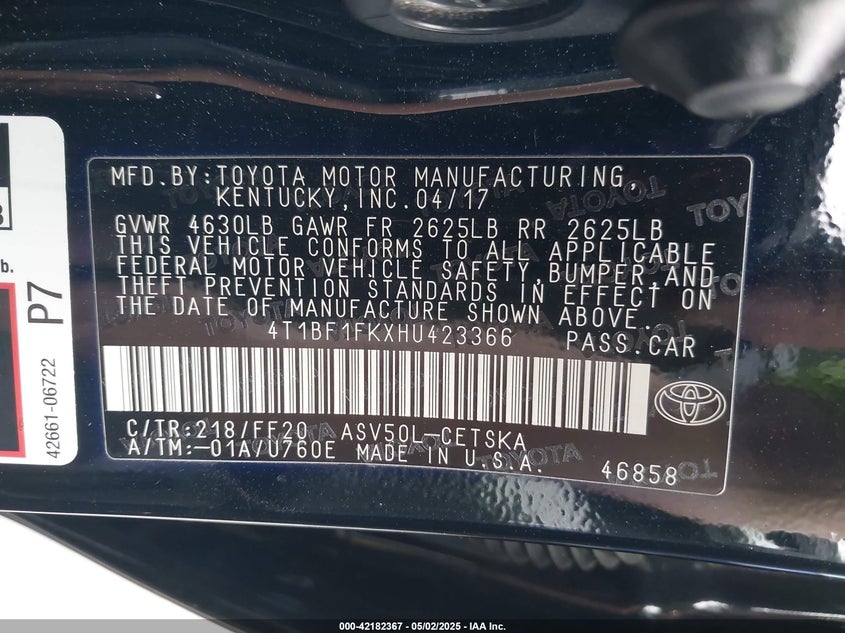 MFD.BY:TOYOTA MOTOR MANUFACTURING,
KENTUCKY,INC.04/17
GVWR 4630LB GAWR FR 2625LB RR 2625LB
THIS VEHICLE CONFORMS TO ALL APPLICABLE
FEDERAL MOTOR VEHICLE SAFETY,BUMPER,AND
THEFT PREVENTION STANDARDS IN EFFECT ON
THE DATE OF MANUFACTURE SHOWN ABOVE.
4T1BF1FKXHU423366 PASS.CAR
C/TR:218/FF20 ASV50L-CETSKA
A/TM:-01A/U760E MADE IN U.S.A.
46858
b.
P7
42661-06722
000-42182367 - 05/02/2025 - IAA Inc.